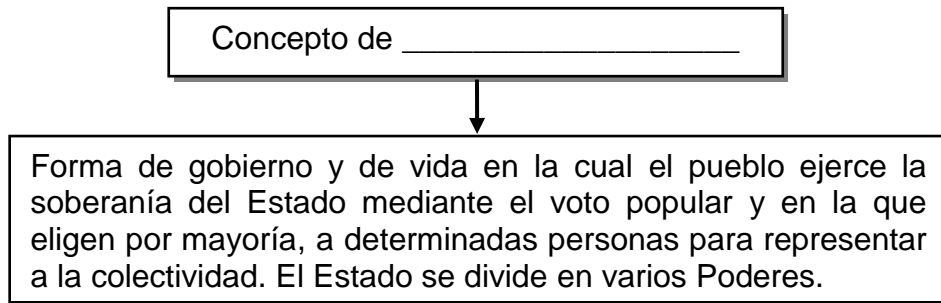 Concepto de ___________________
Forma de gobierno y de vida en la cual el pueblo ejerce la
soberanía del Estado mediante el voto popular y en la que
eligen por mayoría, a determinadas personas para representar
a la colectividad. El Estado se divide en varios Poderes.